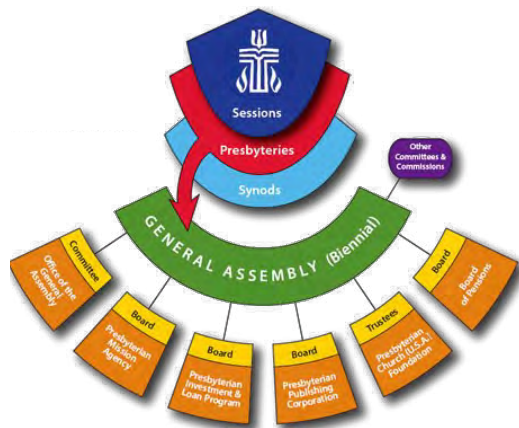 Sessions
Presbyteries
Synods
Other
Committees &
Commissions
GENERAL ASSEMBLY (Biennial)
Committee
Office of the
General
Assembly
Board
Presbyterian
Mission
Agency
Board
Presbyterian
Investment &
Loan Program
Board
Presbyterian
Publishing
Corporation
Trustees
Presbyterian
Church (U.S.A.)
Foundation
Board
Board
of Pensions